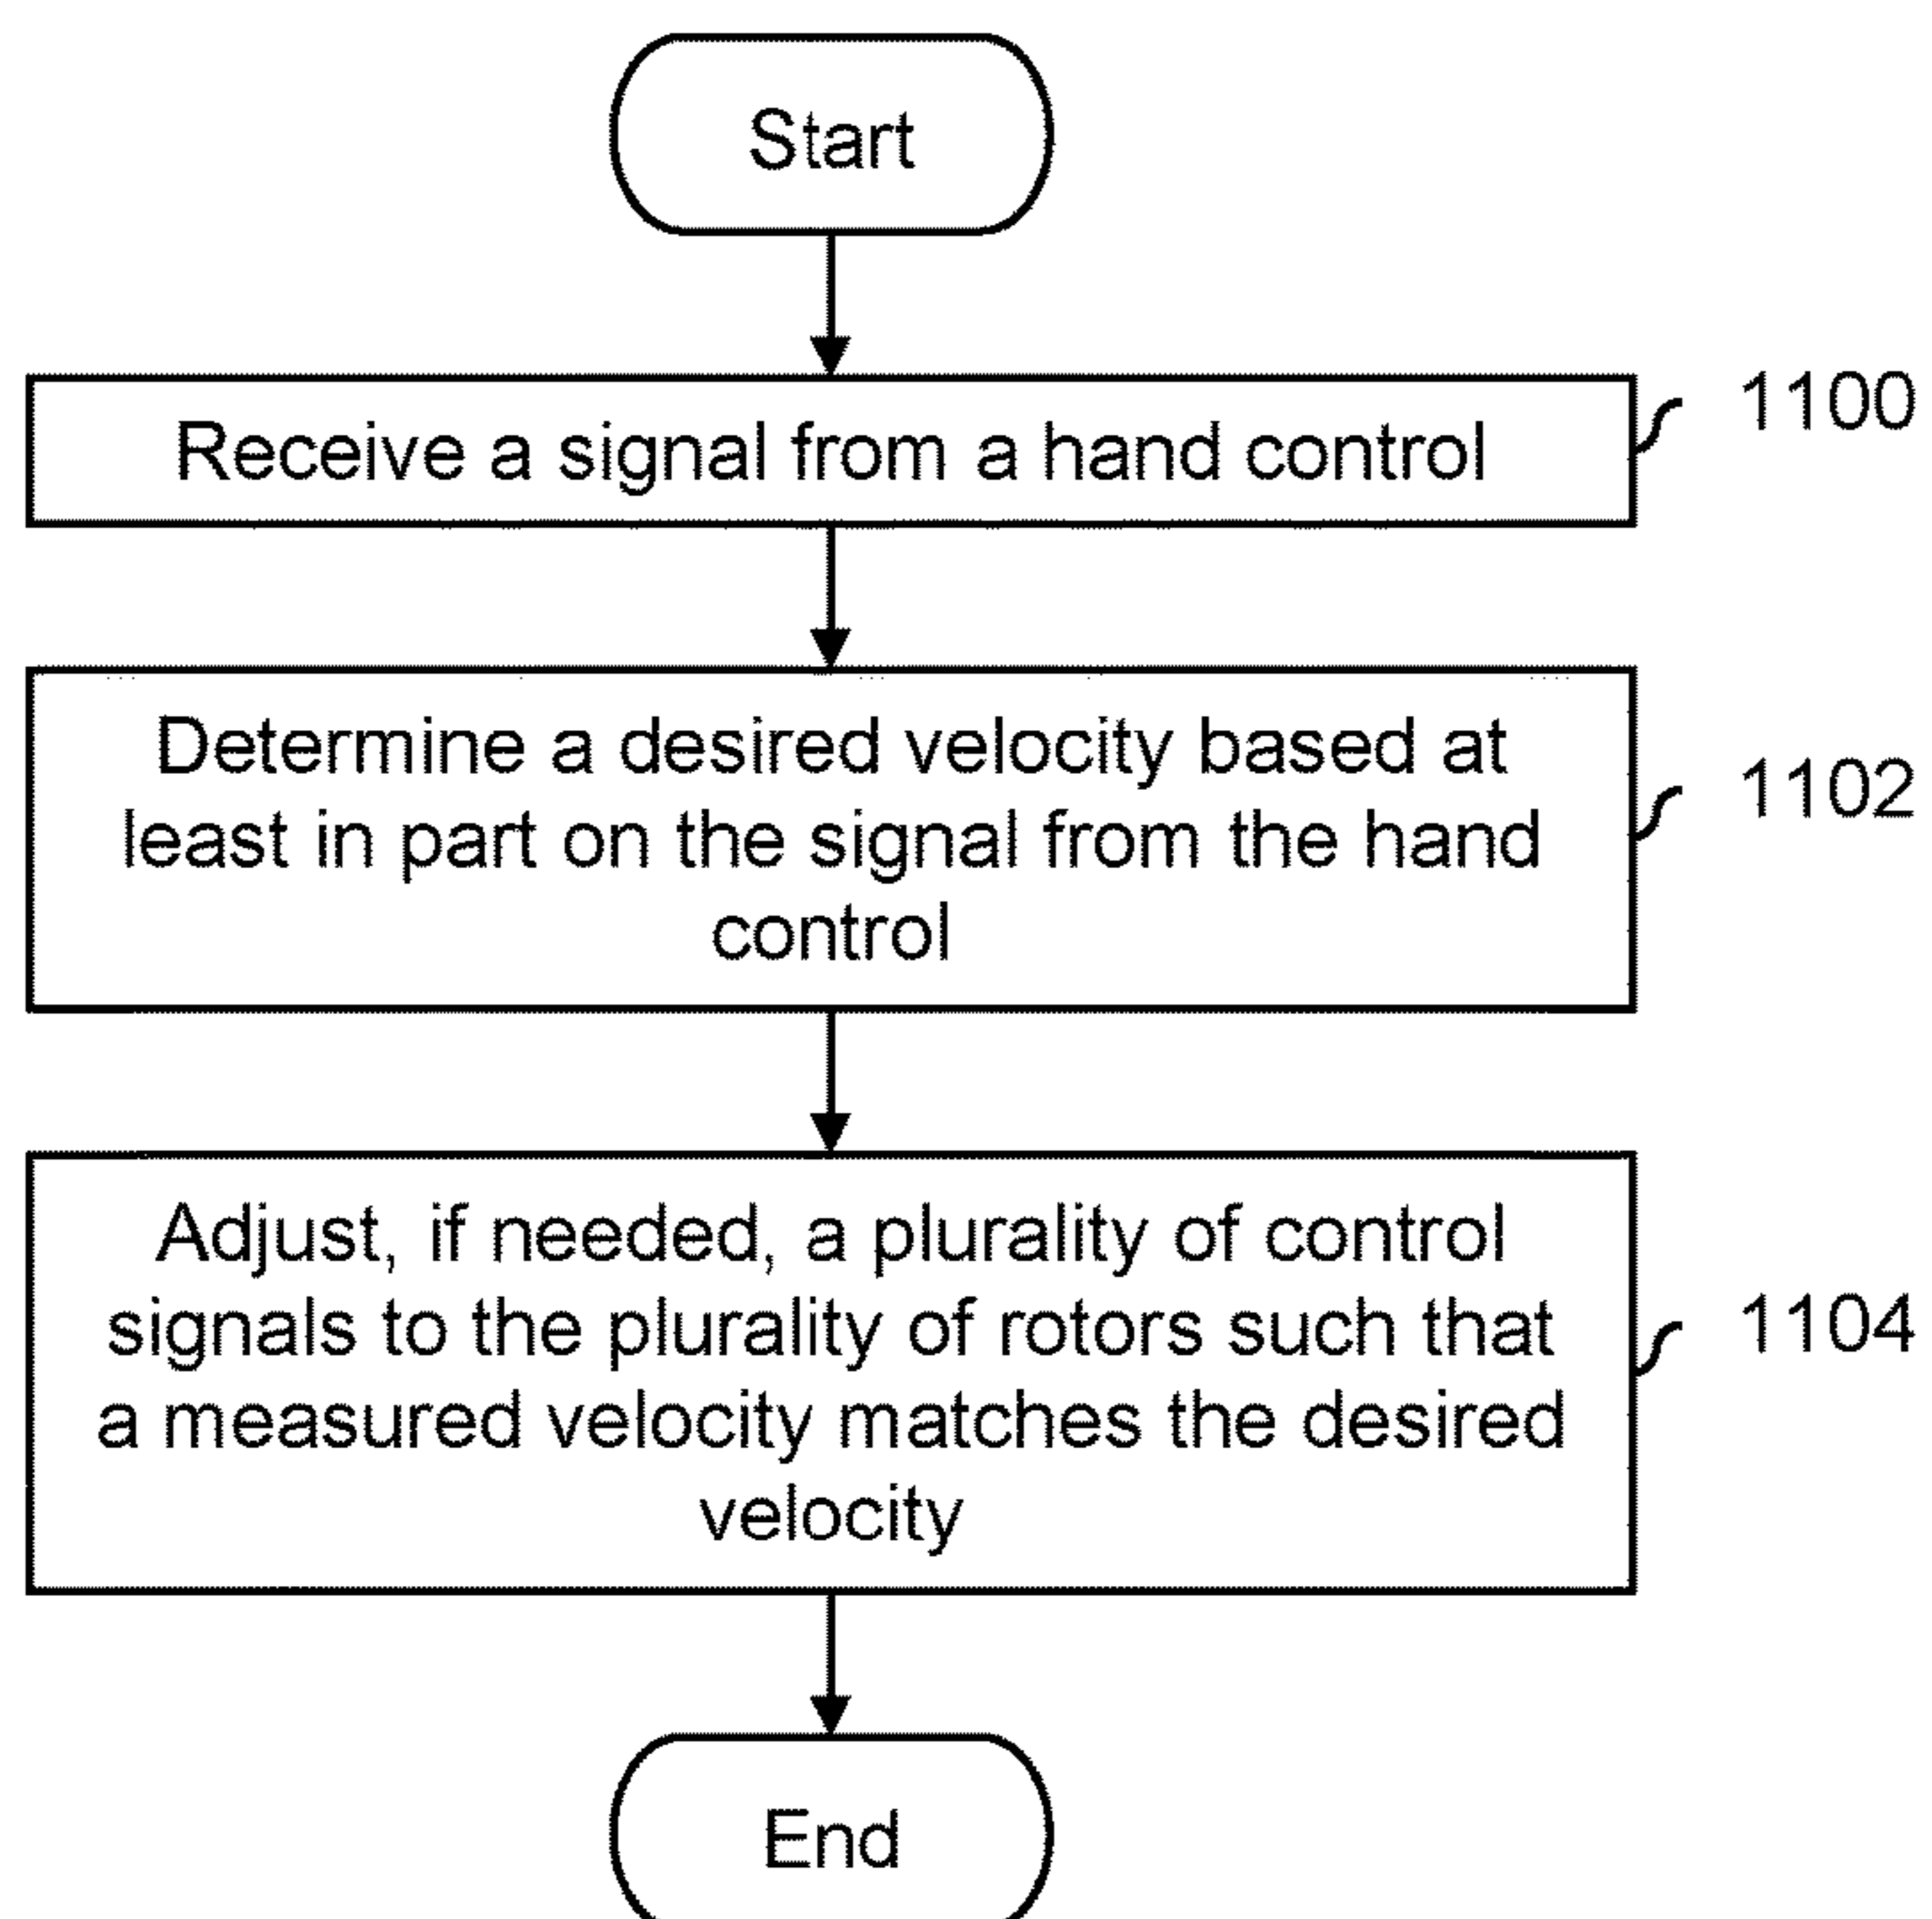 Start
Receive a signal from a hand control
1100
Determine a desired velocity based at
least in part on the signal from the hand
control
1102
Adjust, if needed, a plurality of control
signals to the plurality of rotors such that
a measured velocity matches the desired
velocity
1104
End